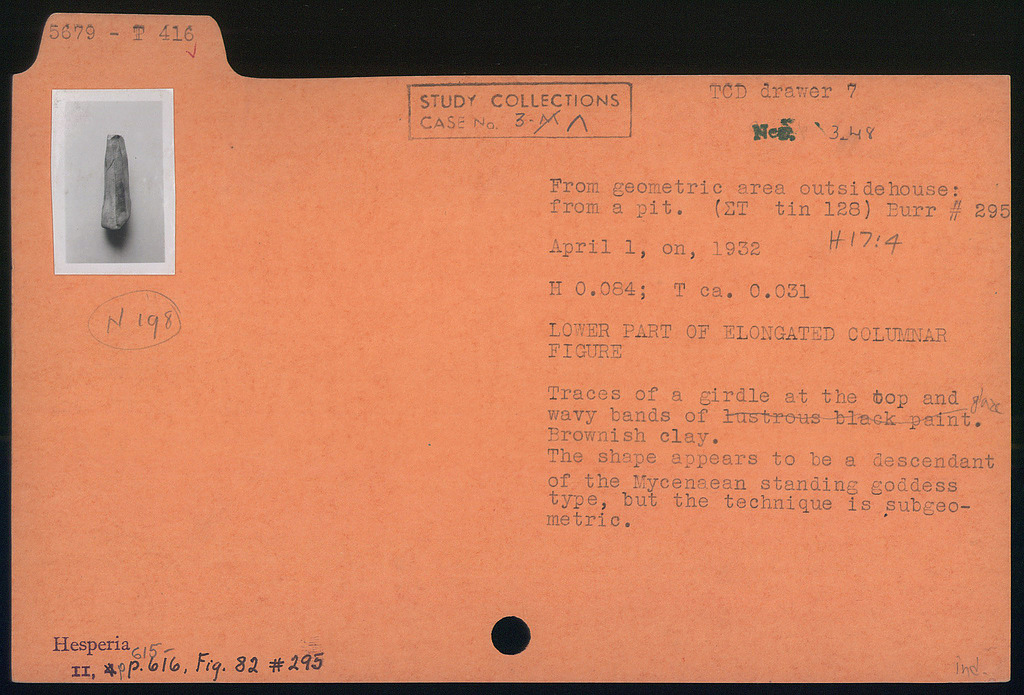 5679 - T 416
STUDY COLLECTIONS
CASE No. 3-M Λ
TCD drawer 7
Neg. 3-48
From geometric area outsidehouse:
from a pit. (ΣT tin 128) Burr # 295
April 1, on, 1932 H 17:4
H 0.084; T ca. 0.031
N 198
LOWER PART OF ELONGATED COLUMNAR
FIGURE
Traces of a girdle at the top and glaze
wavy bands of lustrous black paint.
Brownish clay.
The shape appears to be a descendant
of the Mycenaean standing goddess
type, but the technique is subgeo-
metric.
Hesperia
II, pp. 615-616, Fig. 82 #295
Ind.